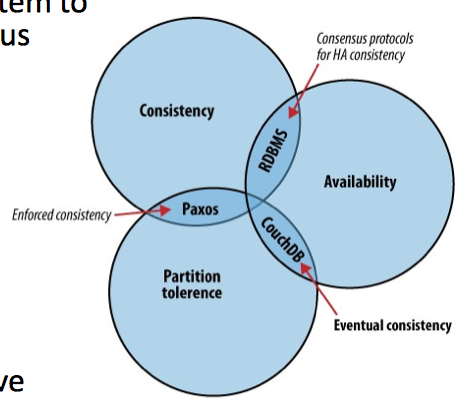 tem to
us
Consensus protocols
for HA consistency
Consistency
RDBMS
Availability
Enforced consistency
Paxos
CouchDB
Partition
tolerence
Eventual consistency
ve